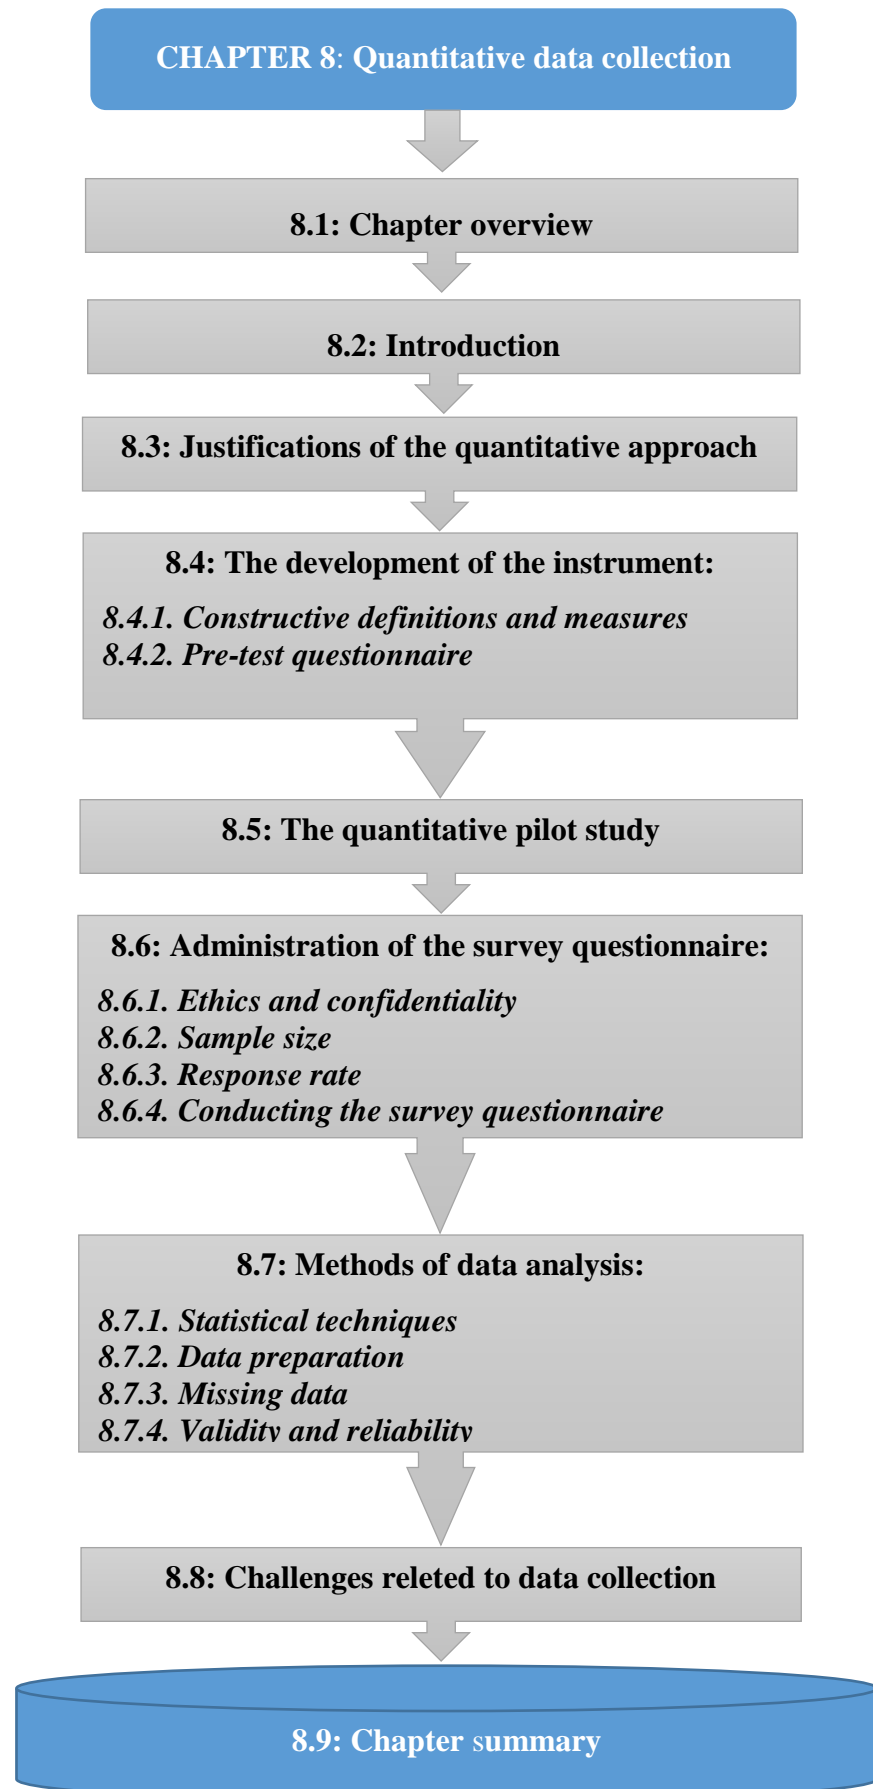 CHAPTER 8: Quantitative data collection
8.1: Chapter overview
8.2: Introduction
8.3: Justifications of the quantitative approach
8.4: The development of the instrument:
8.4.1. Constructive definitions and measures
8.4.2. Pre-test questionnaire
8.5: The quantitative pilot study
8.6: Administration of the survey questionnaire:
8.6.1. Ethics and confidentiality
8.6.2. Sample size
8.6.3. Response rate
8.6.4. Conducting the survey questionnaire
8.7: Methods of data analysis:
8.7.1. Statistical techniques
8.7.2. Data preparation
8.7.3. Missing data
8.7.4. Validity and reliability
8.8: Challenges releted to data collection
8.9: Chapter summary